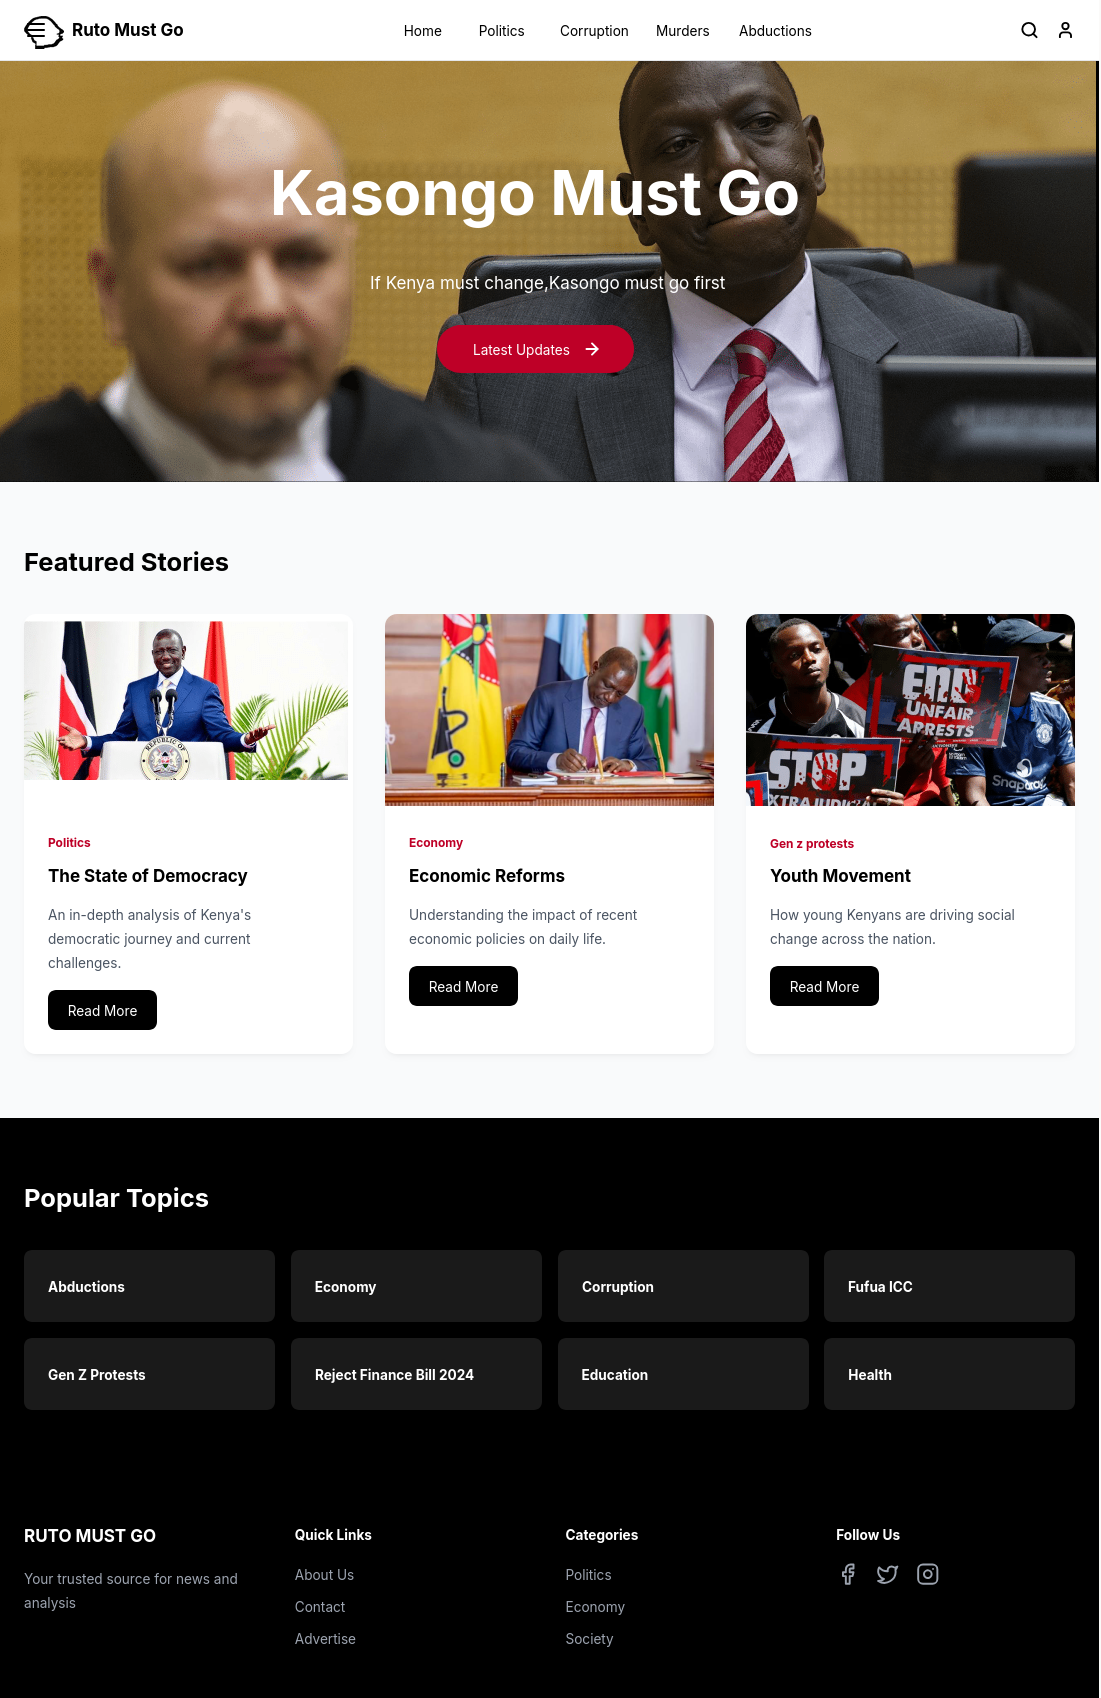 Ruto Must Go
Home Politics Corruption Murders Abductions
Kasongo Must Go
If Kenya must change,Kasongo must go first
Latest Updates
Featured Stories
REPUBLIC OF
END
UNFAIR
ARRESTS
STOP
EXTRAJUDICIAL
Snapdragon
Politics
The State of Democracy
An in-depth analysis of Kenya's
democratic journey and current
challenges.
Read More
Economy
Economic Reforms
Understanding the impact of recent
economic policies on daily life.
Read More
Gen z protests
Youth Movement
How young Kenyans are driving social
change across the nation.
Read More
Popular Topics
Abductions
Economy
Corruption
Fufua ICC
Gen Z Protests
Reject Finance Bill 2024
Education
Health
RUTO MUST GO
Your trusted source for news and
analysis
Quick Links
About Us
Contact
Advertise
Categories
Politics
Economy
Society
Follow Us